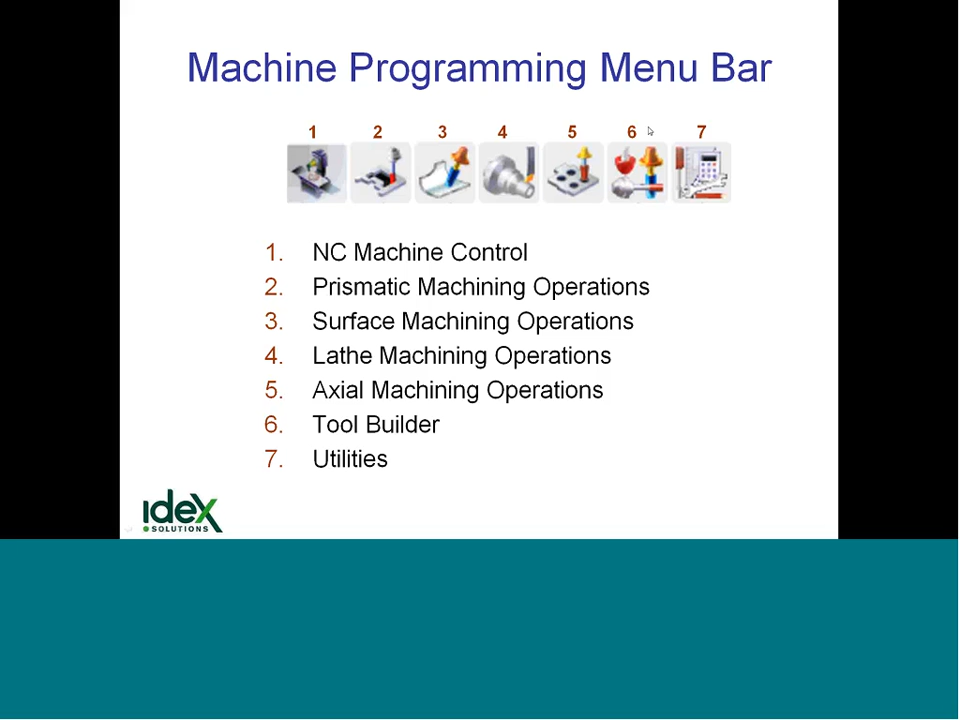 Machine Programming Menu Bar
1 2 3 4 5 6 7
1. NC Machine Control
2. Prismatic Machining Operations
3. Surface Machining Operations
4. Lathe Machining Operations
5. Axial Machining Operations
6. Tool Builder
7. Utilities
idex
SOLUTIONS